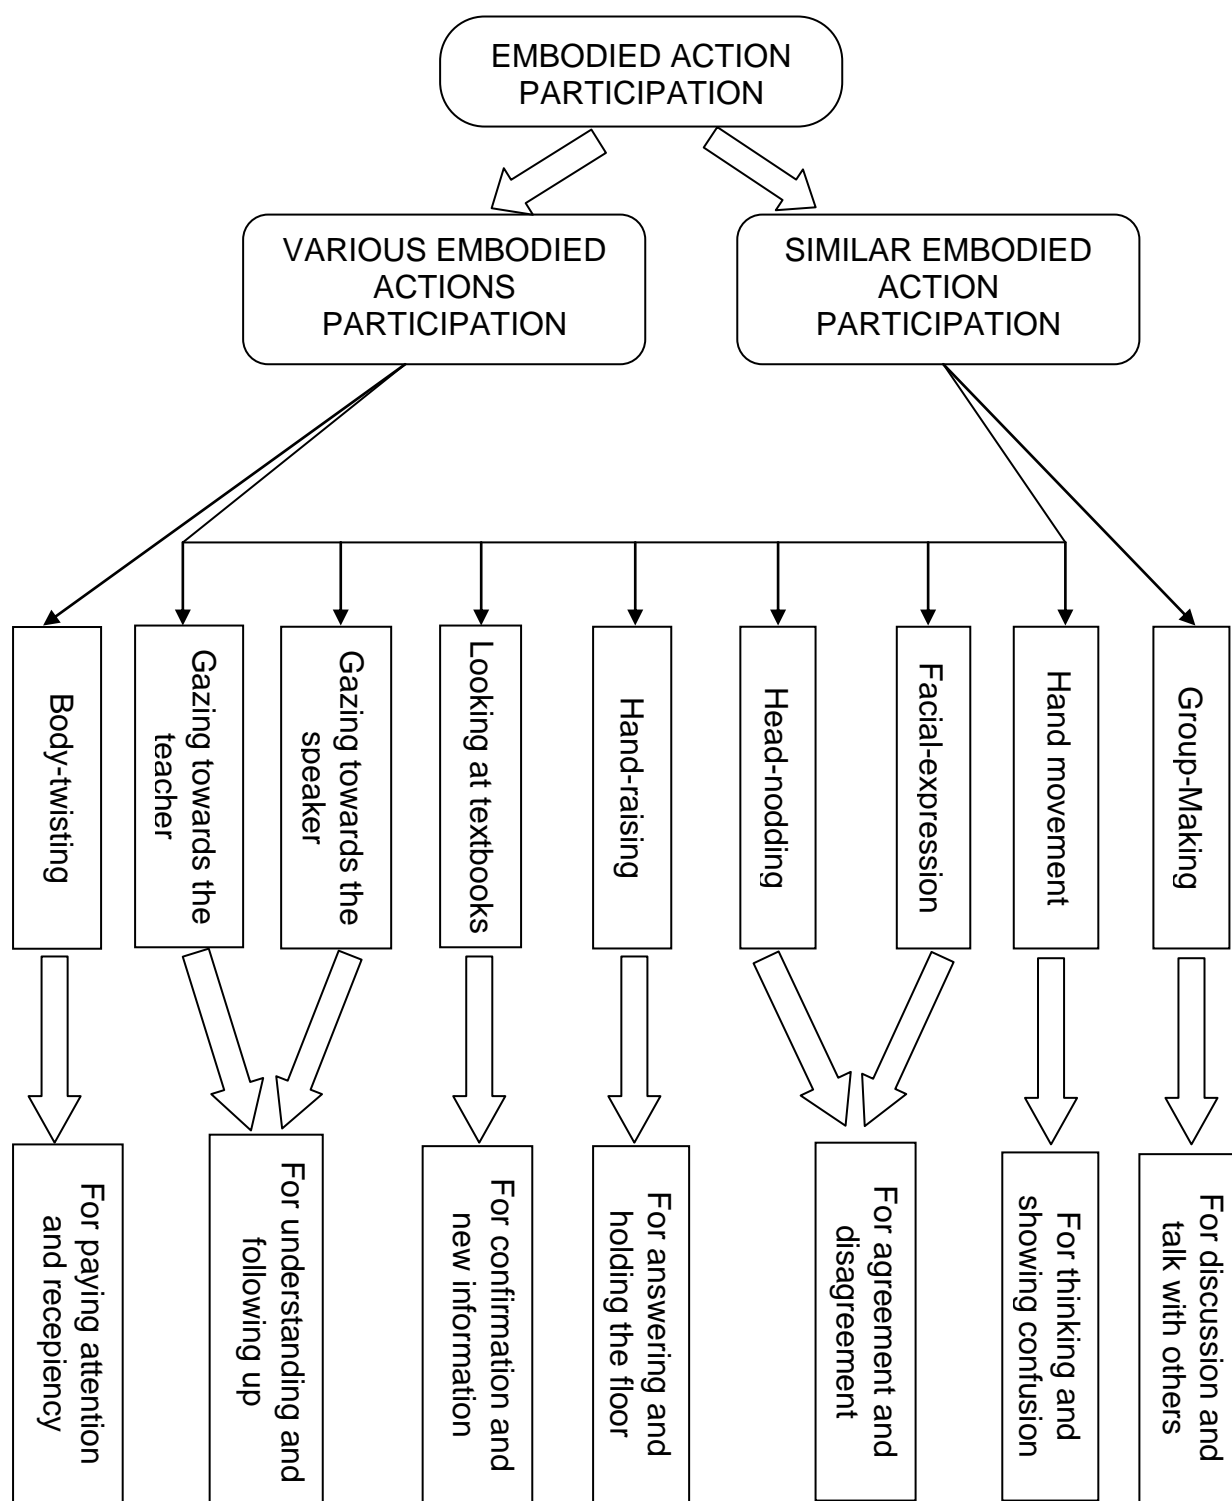 EMBODIED ACTION
PARTICIPATION
VARIOUS EMBODIED
ACTIONS
PARTICIPATION
SIMILAR EMBODIED
ACTION
PARTICIPATION
Body-twisting
Gazing towards the
teacher
Gazing towards the
speaker
Looking at textbooks
Hand-raising
Head-nodding
Facial-expression
Hand movement
Group-Making
For paying attention
and recepiency
For understanding and
following up
For confirmation and
new information
For answering and
holding the floor
For agreement and
disagreement
For thinking and
showing confusion
For discussion and
talk with others